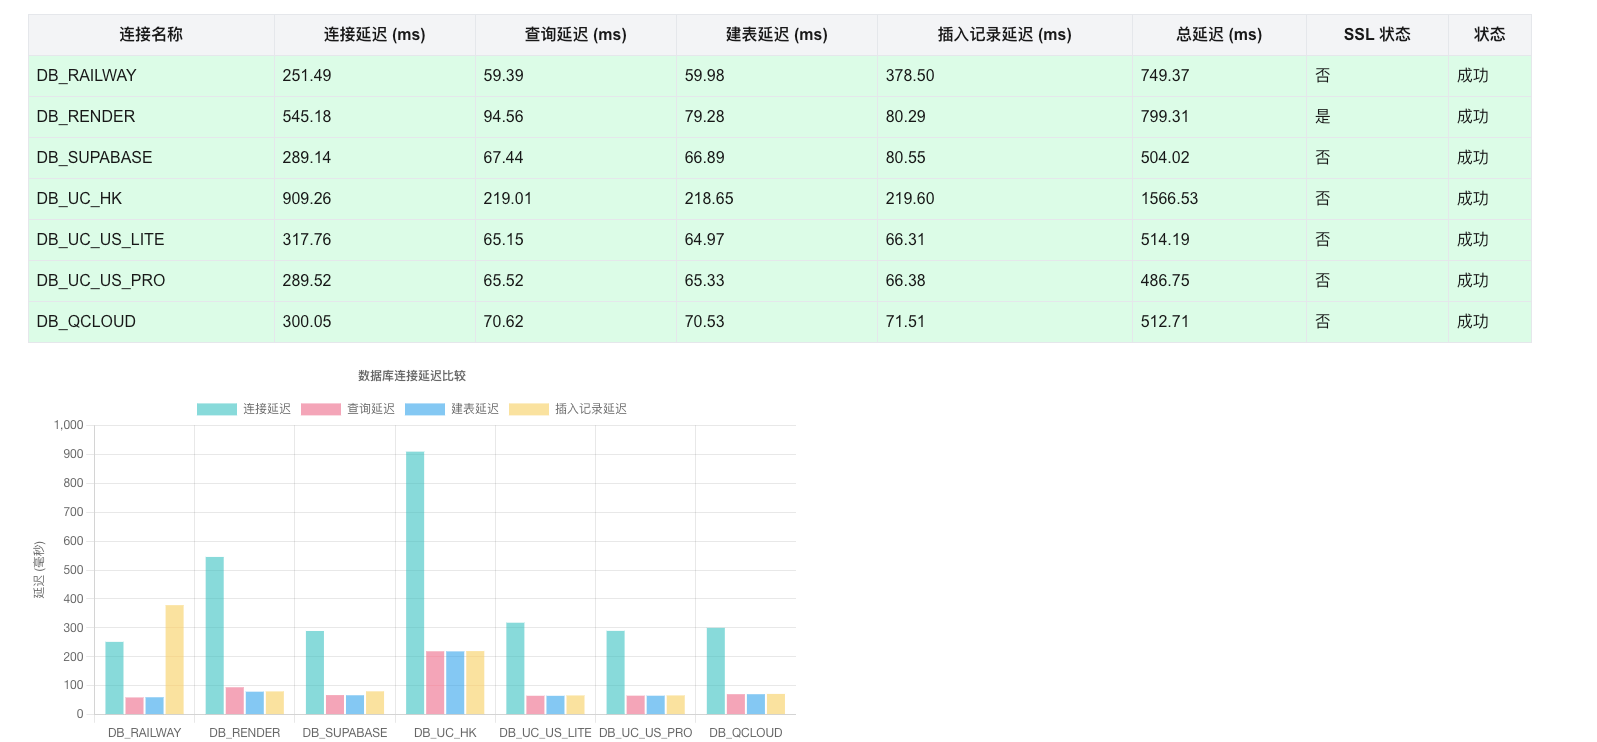 连接名称 连接延迟 (ms) 查询延迟 (ms) 建表延迟 (ms) 插入记录延迟 (ms) 总延迟 (ms) SSL 状态 状态
DB_RAILWAY 251.49 59.39 59.98 378.50 749.37 否 成功
DB_RENDER 545.18 94.56 79.28 80.29 799.31 是 成功
DB_SUPABASE 289.14 67.44 66.89 80.55 504.02 否 成功
DB_UC_HK 909.26 219.01 218.65 219.60 1566.53 否 成功
DB_UC_US_LITE 317.76 65.15 64.97 66.31 514.19 否 成功
DB_UC_US_PRO 289.52 65.52 65.33 66.38 486.75 否 成功
DB_QCLOUD 300.05 70.62 70.53 71.51 512.71 否 成功
数据库连接延迟比较
连接延迟 查询延迟 建表延迟 插入记录延迟
1,000
900
800
700
600
500
400
300
200
100
0
延迟 (毫秒)
DB_RAILWAY DB_RENDER DB_SUPABASE DB_UC_HK DB_UC_US_LITE DB_UC_US_PRO DB_QCLOUD